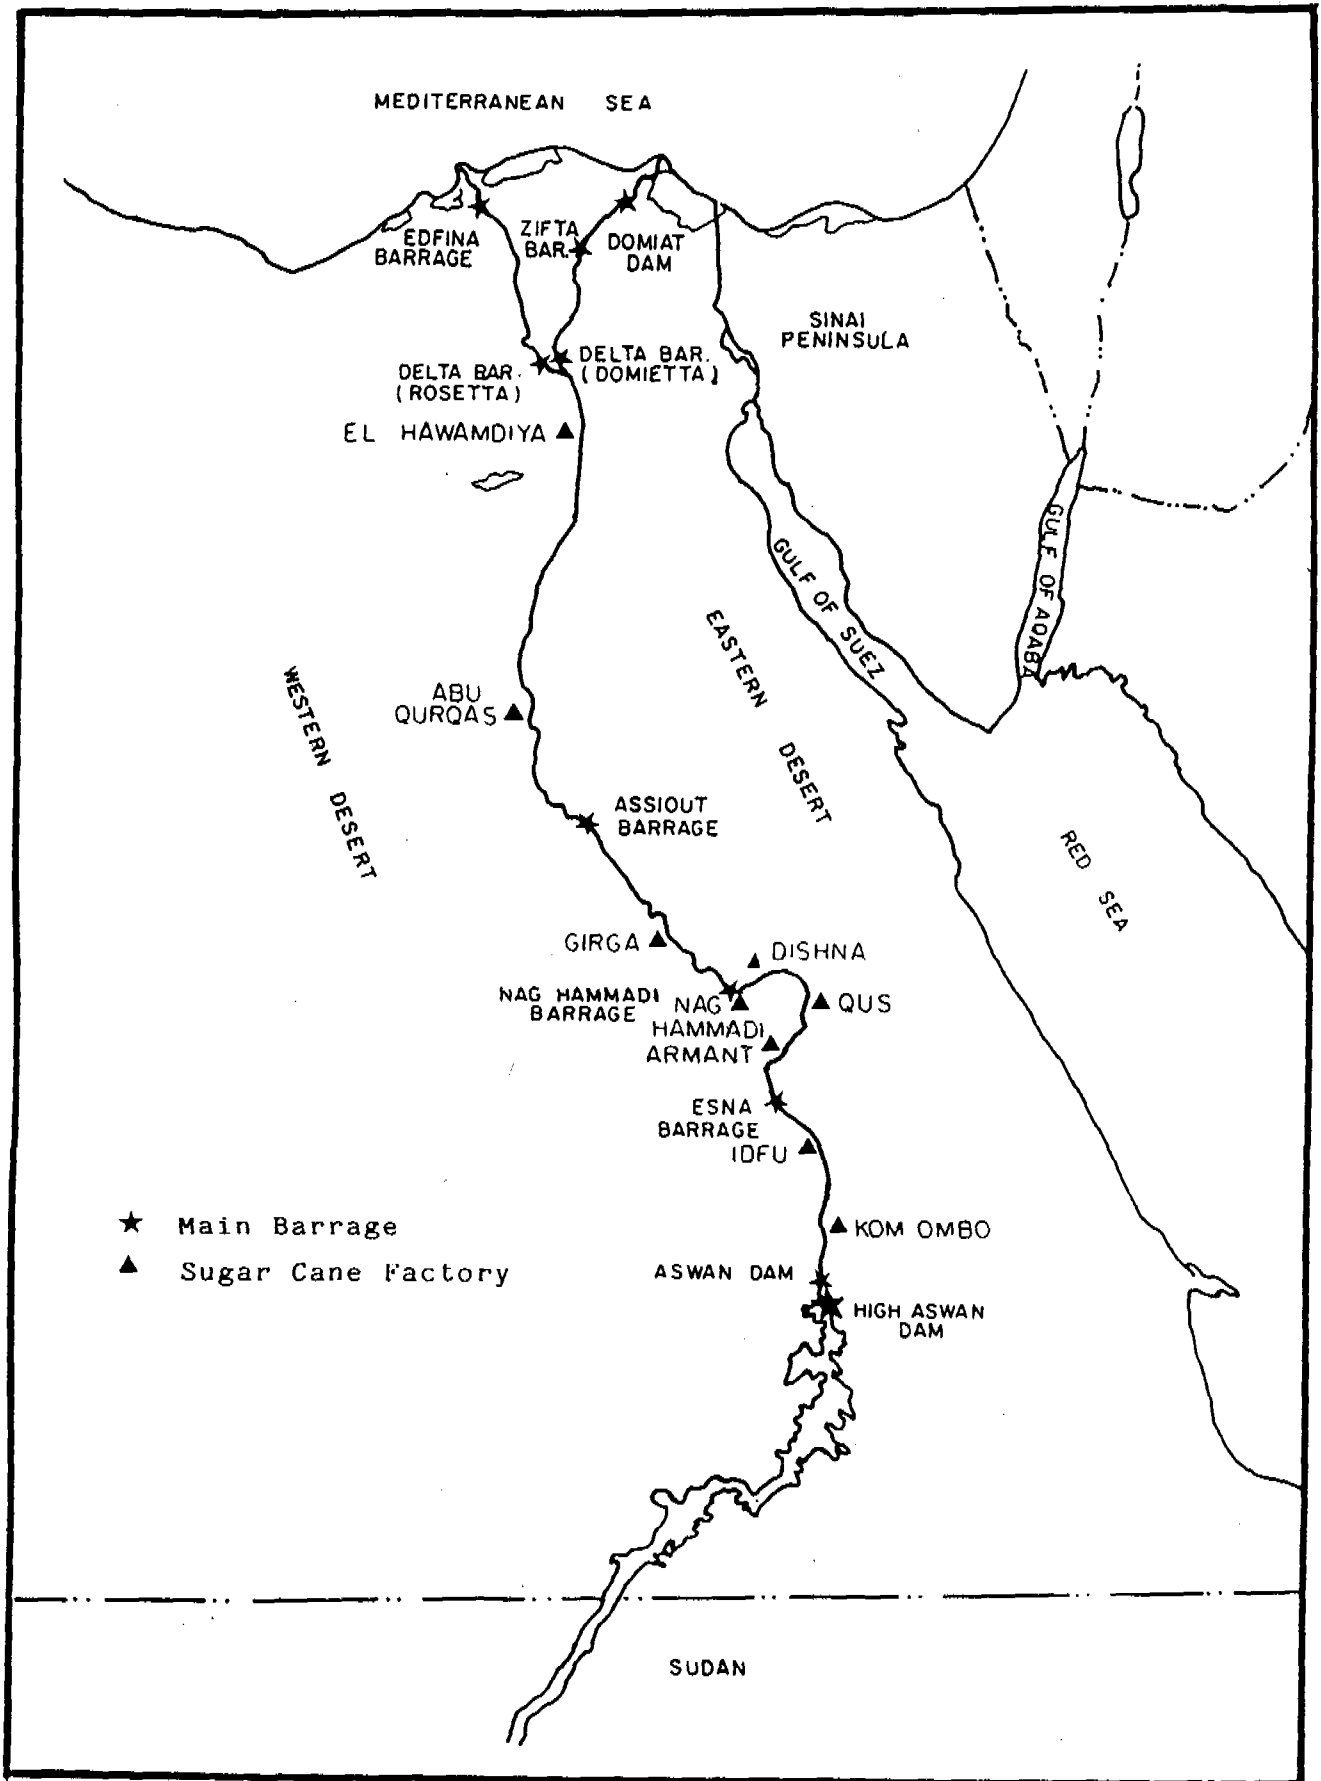 MEDITERRANEAN SEA
EDFINA
BARRAGE
ZIFTA
BAR.
DOMIAT
DAM
SINAI
PENINSULA
DELTA BAR.
(ROSETTA)
DELTA BAR.
(DOMIETTA)
EL HAWAMDIYA
GULF OF SUEZ
GULF OF AQABA
EASTERN DESERT
WESTERN DESERT
ABU
QURQAS
ASSIOUT
BARRAGE
RED SEA
GIRGA
DISHNA
NAG HAMMADI
BARRAGE
NAG
HAMMADI
QUS
ARMANT
ESNA
BARRAGE
IDFU
KOM OMBO
ASWAN DAM
HIGH ASWAN
DAM
Main Barrage
Sugar Cane Factory
SUDAN